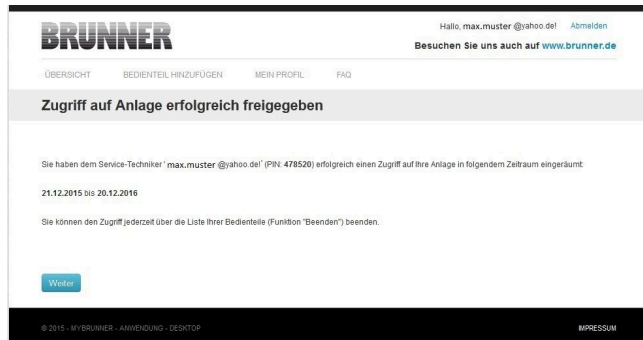 BRUNNER
Hallo, max.muster @yahoo.de! Abmelden
Besuchen Sie uns auch auf www.brunner.de
ÜBERSICHT BEDIENTEIL HINZUFÜGEN MEIN PROFIL FAQ
Zugriff auf Anlage erfolgreich freigegeben
Sie haben dem Service-Techniker ' max.muster @yahoo.de!' (PIN: 478520) erfolgreich einen Zugriff auf Ihre Anlage in folgendem Zeitraum eingeräumt:
21.12.2015 bis 20.12.2016
Sie können den Zugriff jederzeit über die Liste Ihrer Bedienteile (Funktion "Beenden") beenden.
Weiter
© 2015 - MYBRUNNER - ANWENDUNG - DESKTOP IMPRESSUM